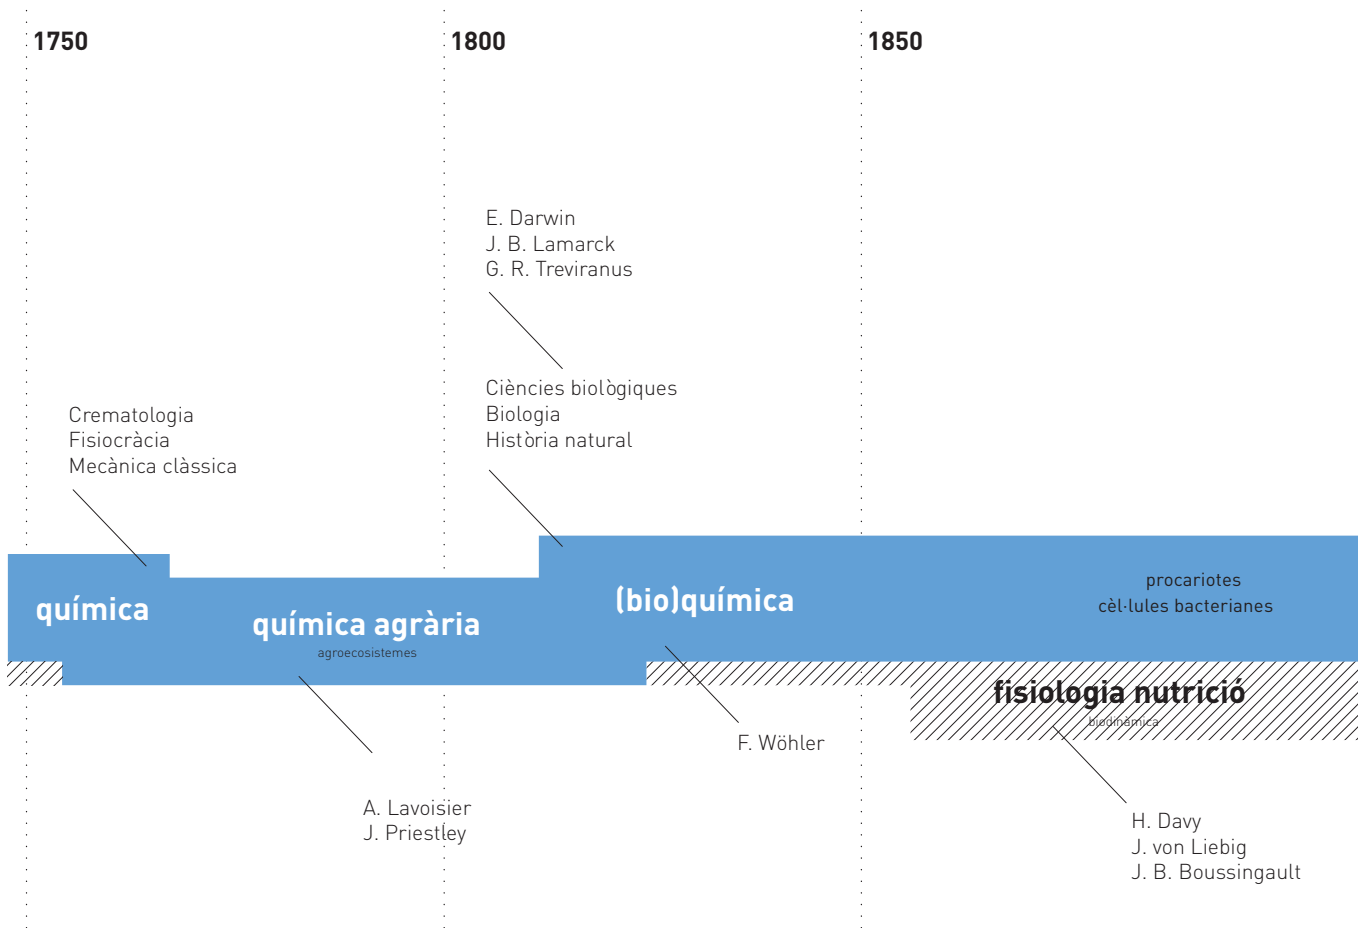 1750
1800
1850
E. Darwin
J. B. Lamarck
G. R. Treviranus
Ciències biològiques
Biologia
Història natural
Crematologia
Fisiocràcia
Mecànica clàssica
química
química agrària
agroecosistemes
(bio)química
procariotes
cèl·lules bacterianes
fisiologia nutrició
biodinàmica
F. Wöhler
A. Lavoisier
J. Priestley
H. Davy
J. von Liebig
J. B. Boussingault